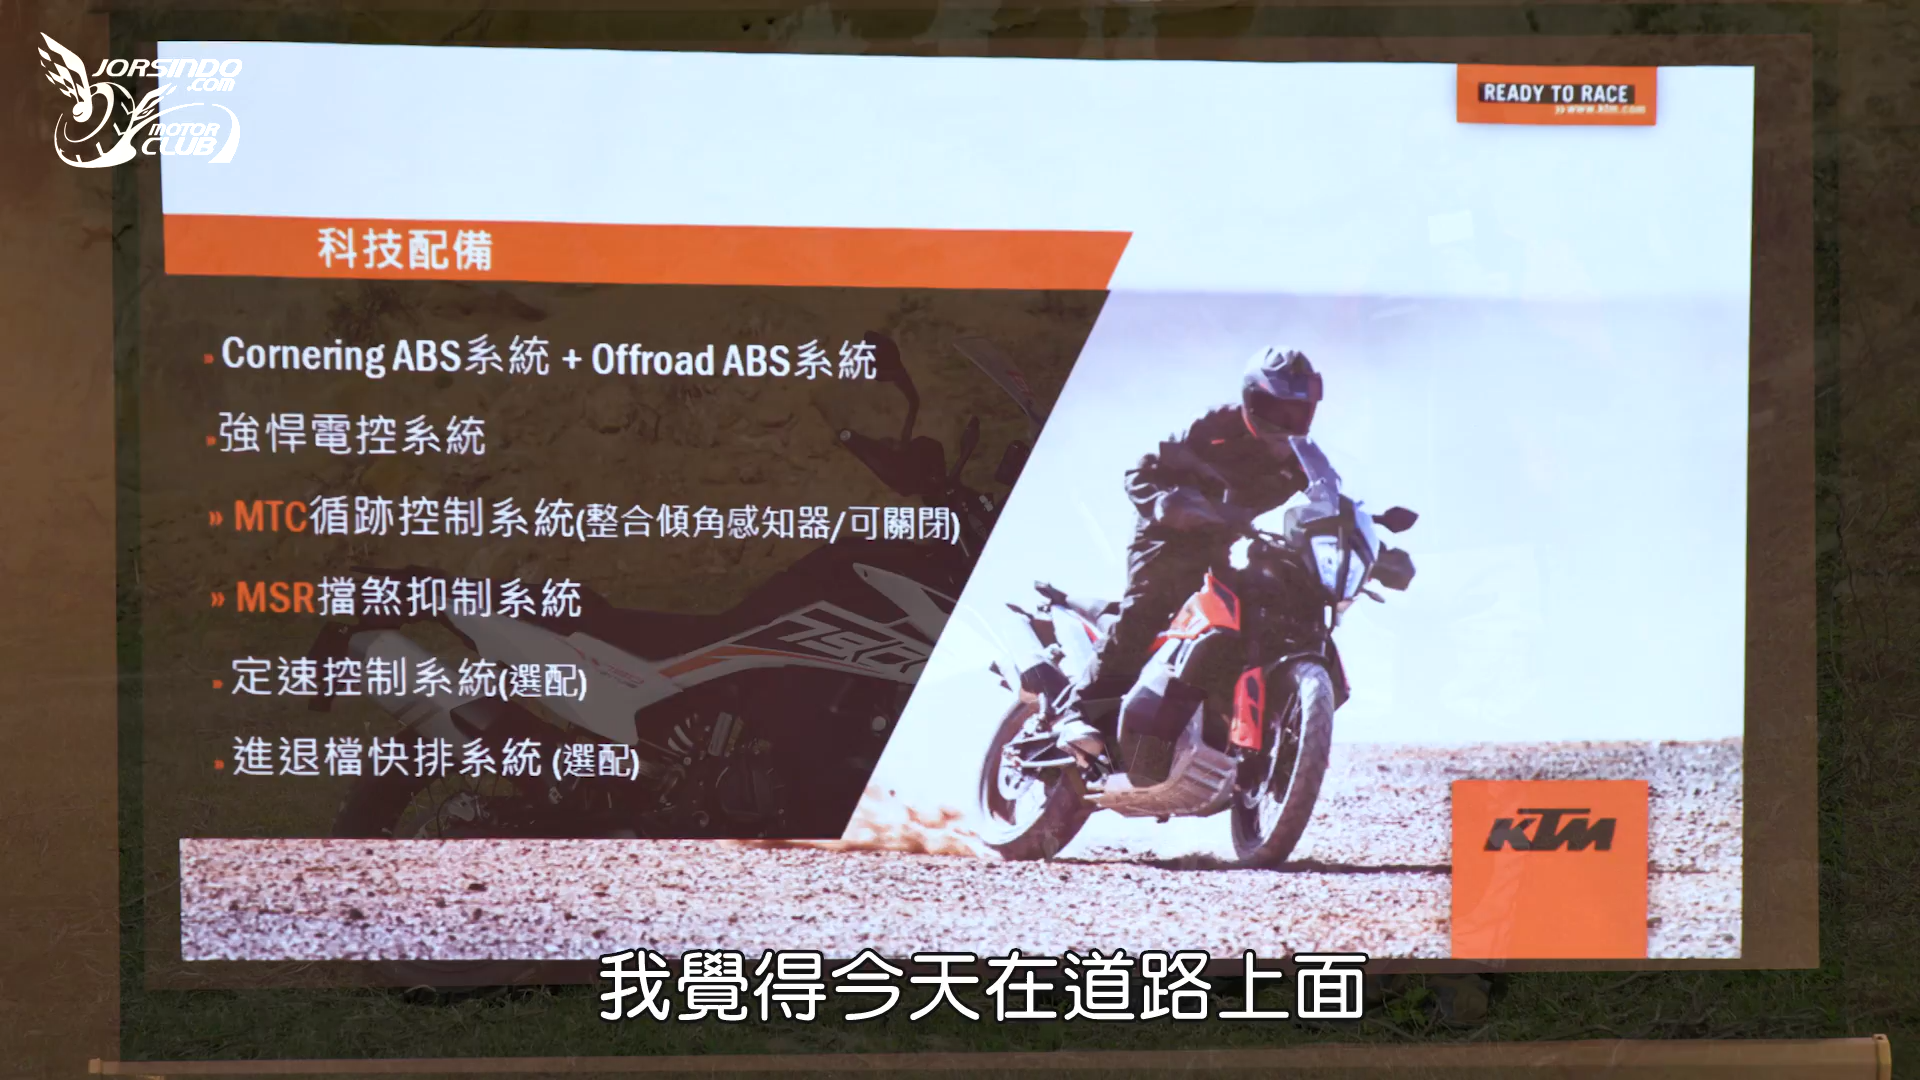 JORSINDO
.COM
MOTOR
CLUB
READY TO RACE
» www.ktm.com
科技配備
Cornering ABS系統 + Offroad ABS系統
強悍電控系統
» MTC循跡控制系統(整合傾角感知器/可關閉)
» MSR擋煞抑制系統
定速控制系統(選配)
進退檔快排系統 (選配)
790
KTM
我覺得今天在道路上面